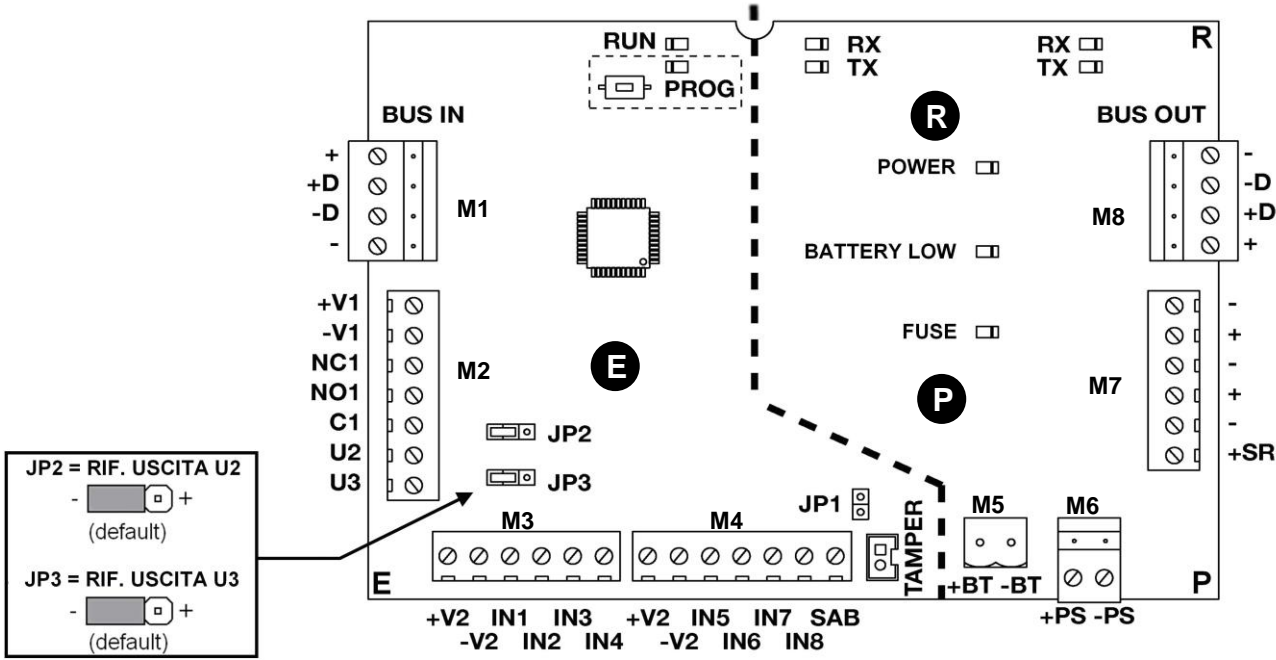 RUN
RX
RX
R
TX
TX
PROG
BUS IN
R
BUS OUT
+
+D
-D
-
M1
POWER
M8
-
-D
+D
+
BATTERY LOW
+V1
-V1
NC1
NO1
C1
U2
U3
M2
FUSE
E
P
M7
-
+
-
+
-
+SR
JP2
JP3
JP2 = RIF. USCITA U2
- +
(default)
JP3 = RIF. USCITA U3
- +
(default)
M3
M4
JP1
TAMPER
M5
M6
E
+BT -BT
P
+PS -PS
+V2 IN1 IN3 +V2 IN5 IN7 SAB
-V2 IN2 IN4 -V2 IN6 IN8